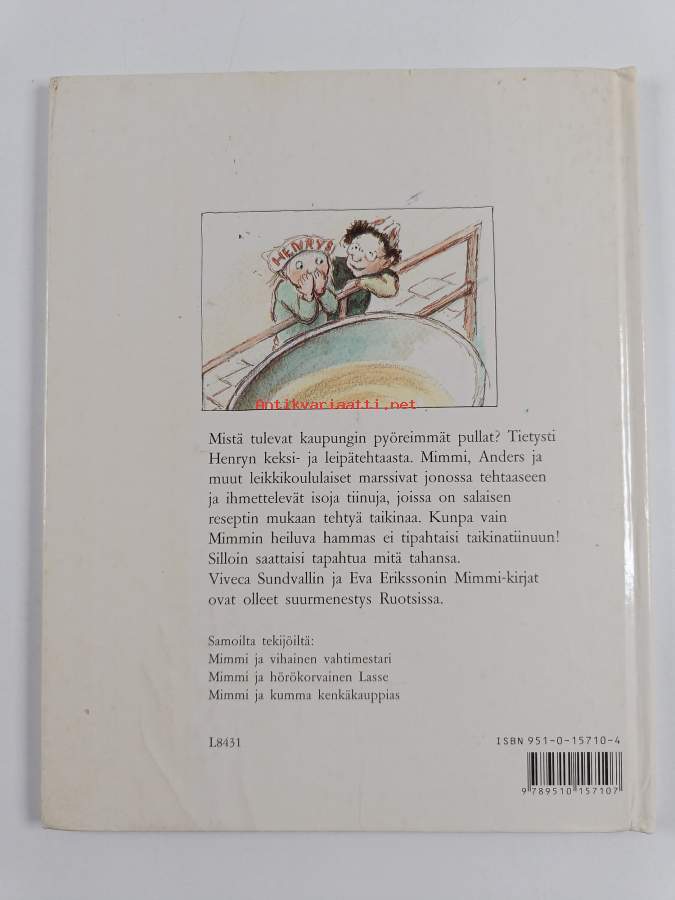 HENRYS
Antikvariaatti.net
Mistä tulevat kaupungin pyöreimmät pullat? Tietysti
Henryn keksi- ja leipätehtaasta. Mimmi, Anders ja
muut leikkikoululaiset marssivat jonossa tehtaaseen
ja ihmettelevät isoja tiinuja, joissa on salaisen
reseptin mukaan tehtyä taikinaa. Kunpa vain
Mimmin heiluva hammas ei tipahtaisi taikinatiinuun!
Silloin saattaisi tapahtua mitä tahansa.
Viveca Sundvallin ja Eva Erikssonin Mimmi-kirjat
ovat olleet suurmenestys Ruotsissa.
Samoilta tekijöiltä:
Mimmi ja vihainen vahtimestari
Mimmi ja hörökorvainen Lasse
Mimmi ja kumma kenkäkauppias
L8431
ISBN 951-0-15710-4
9 789510 157107